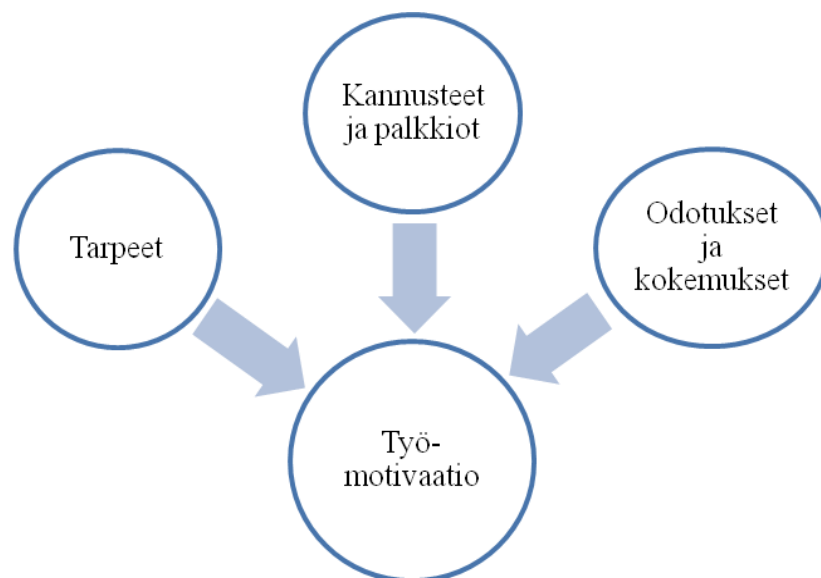 Kannusteet
ja palkkiot
Tarpeet
Odotukset
ja
kokemukset
Työ-
motivaatio